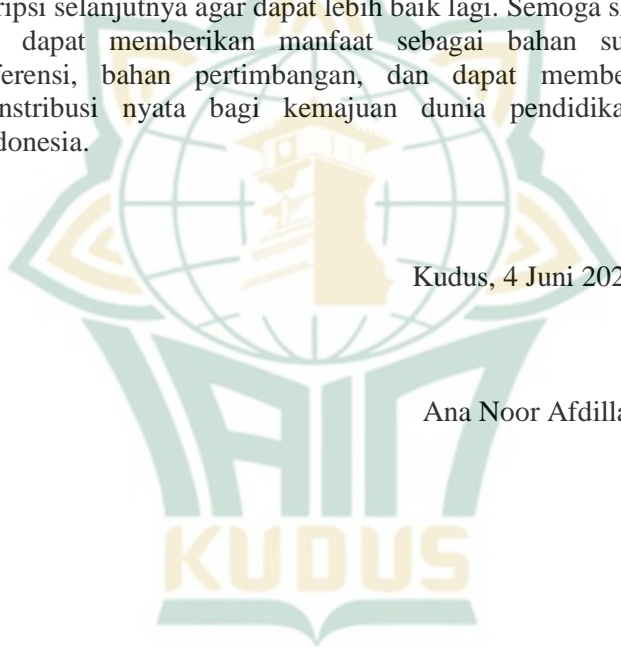 ripsi selanjutnya agar dapat lebih baik lagi. Semoga s
dapat memberikan manfaat sebagai bahan su
ferensi, bahan pertimbangan, dan dapat membe
nstribusi nyata bagi kemajuan dunia pendidika
donesia.
Kudus, 4 Juni 202
Ana Noor Afdilla
IAIN
KUDUS